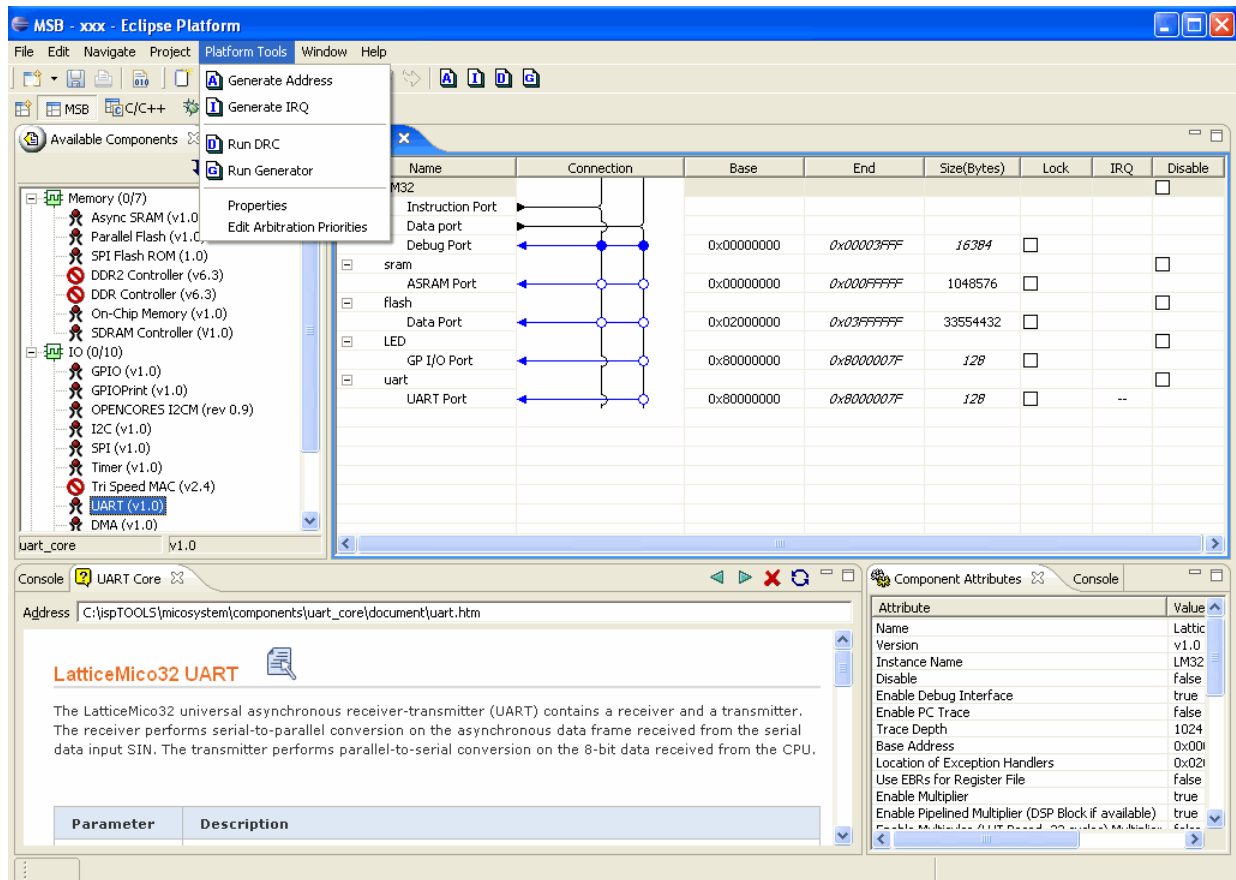 MSB - xxx - Eclipse Platform
File Edit Navigate Project Platform Tools Window Help
Generate Address
Generate IRQ
Run DRC
Run Generator
Properties
Edit Arbitration Priorities
A I D G
MSB C/C++
Available Components
Memory (0/7)
Async SRAM (v1.0
Parallel Flash (v1.0
SPI Flash ROM (1.0)
DDR2 Controller (v6.3)
DDR Controller (v6.3)
On-Chip Memory (v1.0)
SDRAM Controller (V1.0)
IO (0/10)
GPIO (v1.0)
GPIOPrint (v1.0)
OPENCORES I2CM (rev 0.9)
I2C (v1.0)
SPI (v1.0)
Timer (v1.0)
Tri Speed MAC (v2.4)
UART (v1.0)
DMA (v1.0)
uart_core v1.0
Name Connection Base End Size(Bytes) Lock IRQ Disable
M32
Instruction Port
Data port
Debug Port 0x00000000 0x00003FFF 16384
sram
ASRAM Port 0x00000000 0x000FFFFF 1048576
flash
Data Port 0x02000000 0x03FFFFFF 33554432
LED
GP I/O Port 0x80000000 0x8000007F 128
uart
UART Port 0x80000000 0x8000007F 128 --
Console UART Core
Address C:\ispTOOLS\micosystem\components\uart_core\document\uart.htm
LatticeMico32 UART
The LatticeMico32 universal asynchronous receiver-transmitter (UART) contains a receiver and a transmitter.
The receiver performs serial-to-parallel conversion on the asynchronous data frame received from the serial
data input SIN. The transmitter performs parallel-to-serial conversion on the 8-bit data received from the CPU.
Parameter Description
Component Attributes Console
Attribute Value
Name Lattic
Version v1.0
Instance Name LM32
Disable false
Enable Debug Interface true
Enable PC Trace false
Trace Depth 1024
Base Address 0x00
Location of Exception Handlers 0x02
Use EBRs for Register File false
Enable Multiplier true
Enable Pipelined Multiplier (DSP Block if available) true